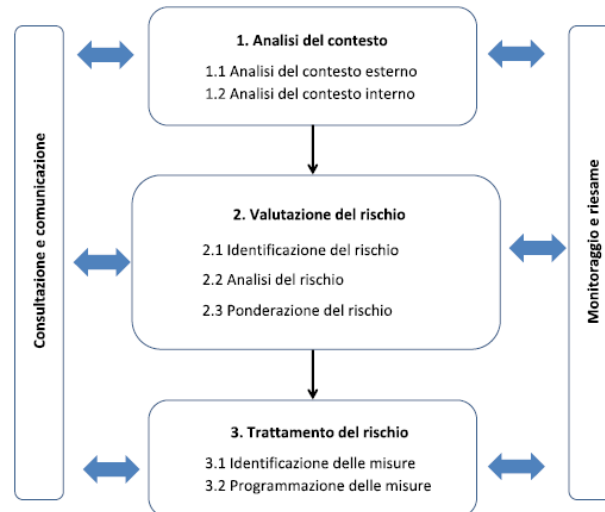 Consultazione e comunicazione
1. Analisi del contesto
1.1 Analisi del contesto esterno
1.2 Analisi del contesto interno
2. Valutazione del rischio
2.1 Identificazione del rischio
2.2 Analisi del rischio
2.3 Ponderazione del rischio
3. Trattamento del rischio
3.1 Identificazione delle misure
3.2 Programmazione delle misure
Monitoraggio e riesame